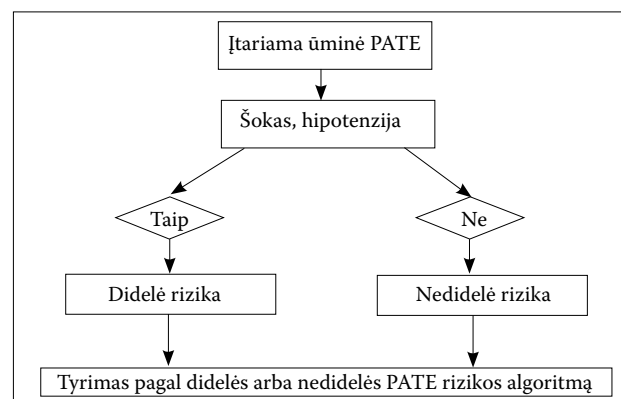 Įtariama ūminė PATE
Šokas, hipotenzija
Taip
Ne
Didelė rizika
Nedidelė rizika
Tyrimas pagal didelės arba nedidelės PATE rizikos algoritmą